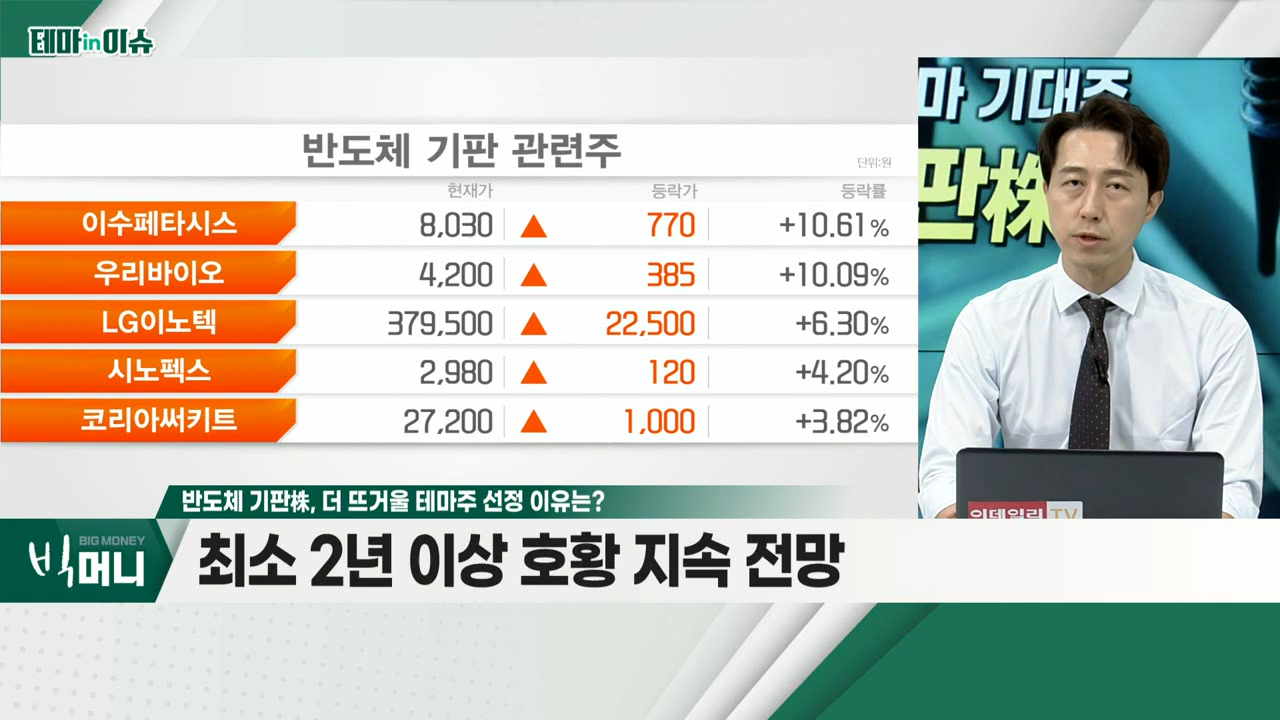 테마in이슈
마 기대주
판株
반도체 기판 관련주
단위:원
현재가 등락가 등락률
이수페타시스 8,030 ▲ 770 +10.61%
우리바이오 4,200 ▲ 385 +10.09%
LG이노텍 379,500 ▲ 22,500 +6.30%
시노펙스 2,980 ▲ 120 +4.20%
코리아써키트 27,200 ▲ 1,000 +3.82%
이데일리TV
반도체 기판株, 더 뜨거울 테마주 선정 이유는?
BIG MONEY
빅머니
최소 2년 이상 호황 지속 전망